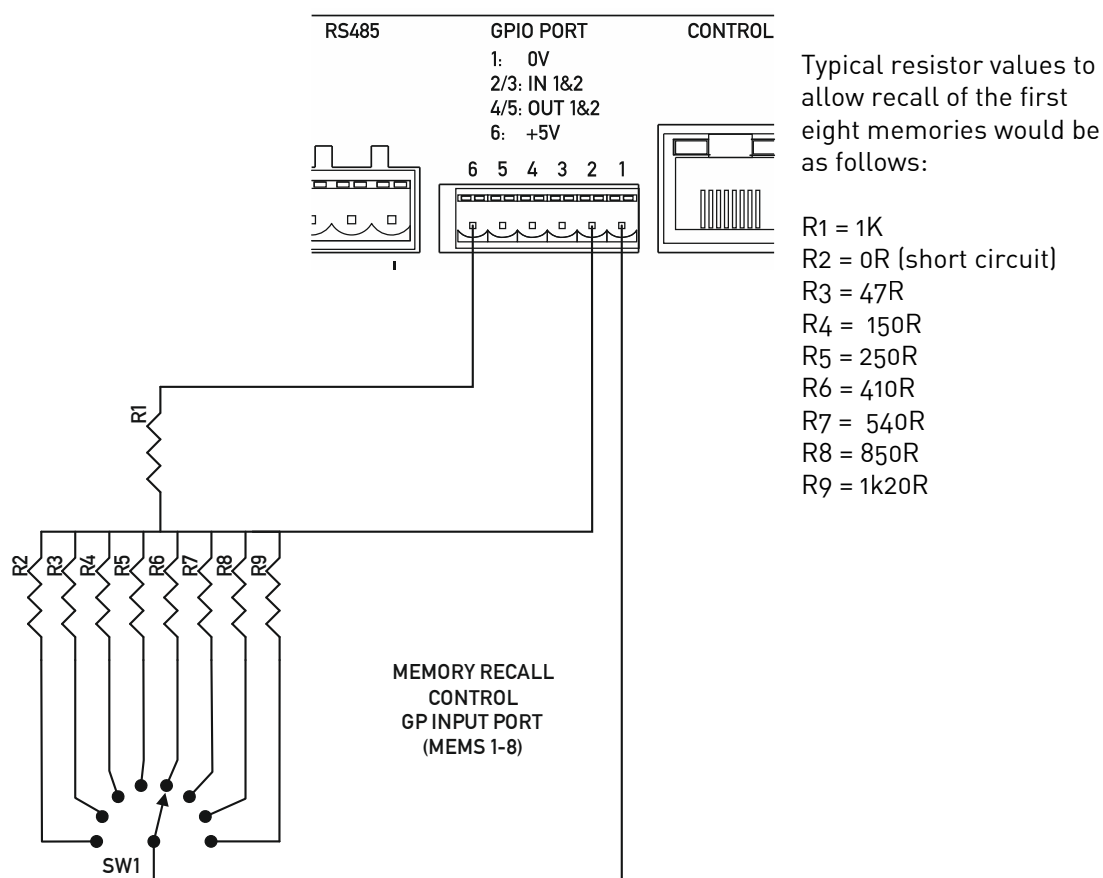 RS485
GPIO PORT
CONTROL
1: 0V
2/3: IN 1&2
4/5: OUT 1&2
6: +5V
6 5 4 3 2 1
Typical resistor values to
allow recall of the first
eight memories would be
as follows:
R1 = 1K
R2 = 0R (short circuit)
R3 = 47R
R4 = 150R
R5 = 250R
R6 = 410R
R7 = 540R
R8 = 850R
R9 = 1k20R
R1
R2 R3 R4 R5 R6 R7 R8 R9
MEMORY RECALL
CONTROL
GP INPUT PORT
(MEMS 1-8)
SW1